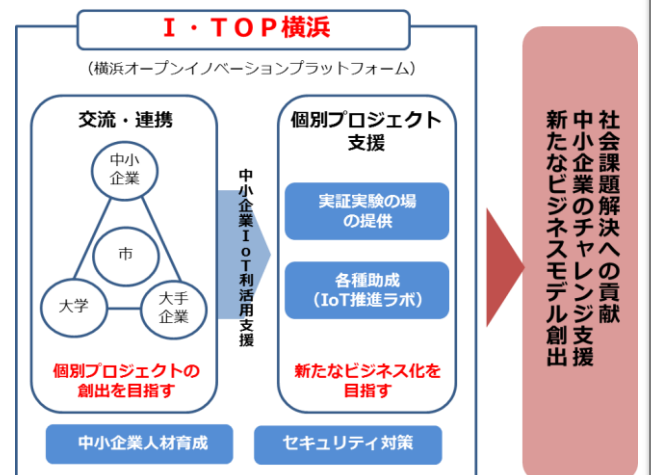 I・TOP横浜
（横浜オープンイノベーションプラットフォーム）
交流・連携
中小
企業
市
大学
大手
企業
個別プロジェクトの
創出を目指す
中小企業IoT利活用支援
個別プロジェクト
支援
実証実験の場
の提供
各種助成
（IoT推進ラボ）
新たなビジネス化を
目指す
中小企業人材育成
セキュリティ対策
社会課題解決への貢献
中小企業のチャレンジ支援
新たなビジネスモデル創出